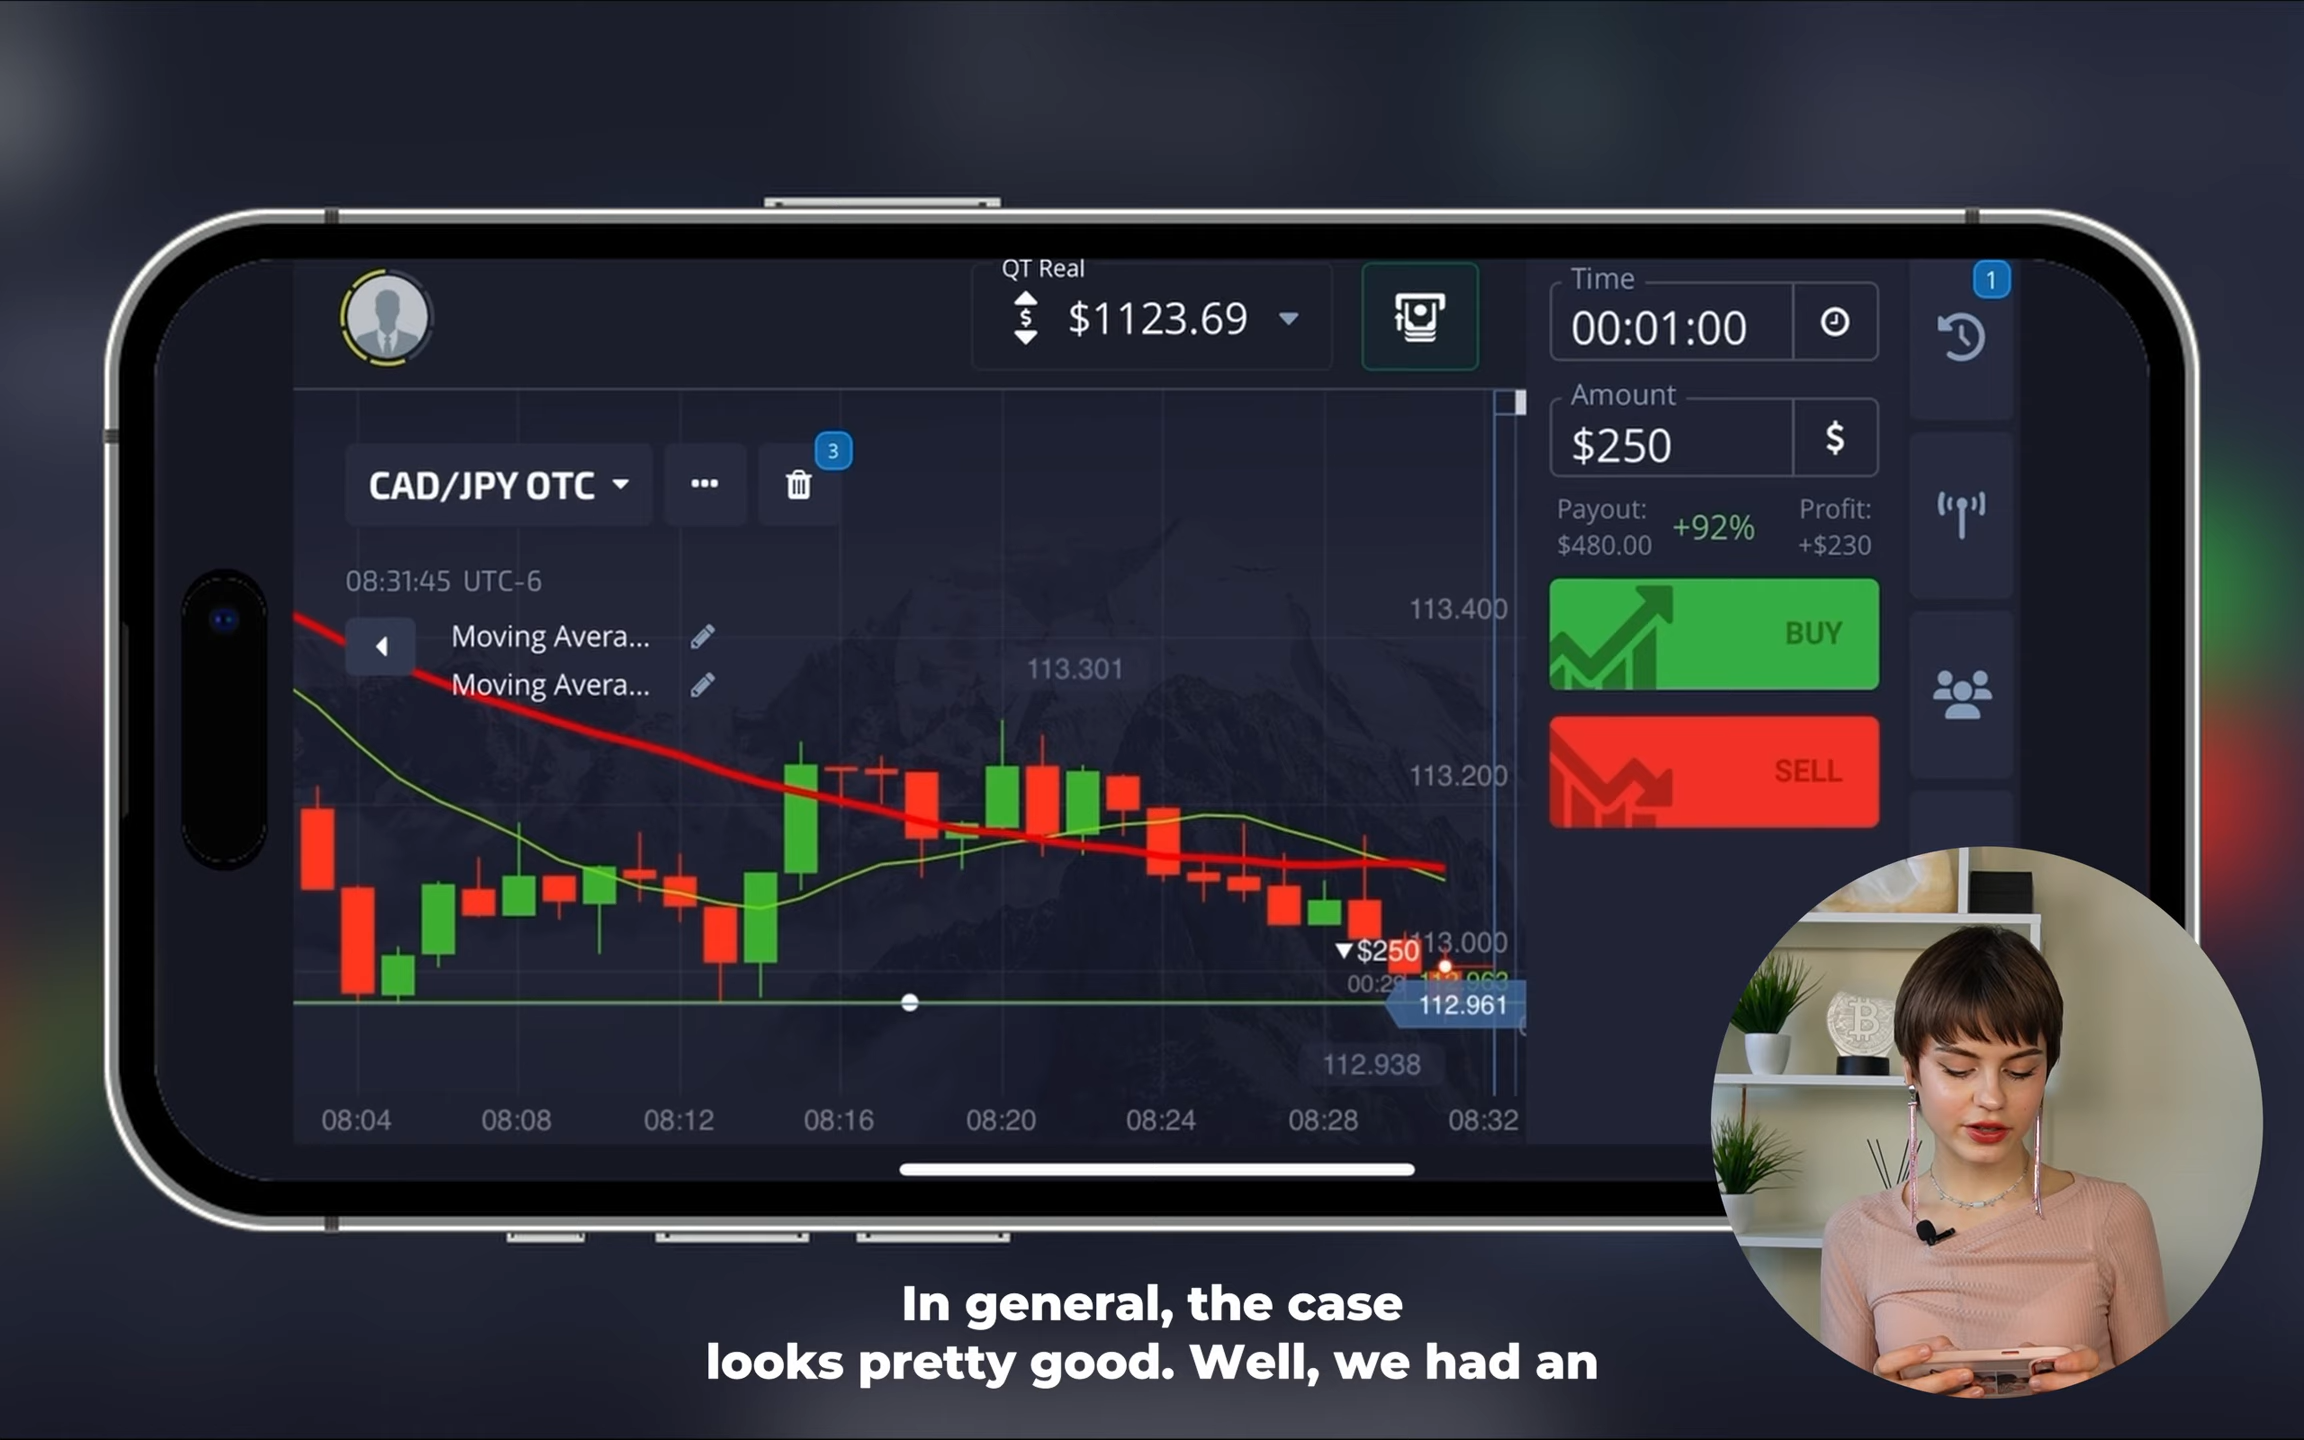 QT Real
$1123.69
Time
00:01:00
1
Amount
$250
$
Payout:
$480.00
+92%
Profit:
+$230
BUY
SELL
CAD/JPY OTC
3
08:31:45 UTC-6
Moving Avera...
Moving Avera...
113.400
113.301
113.200
113.000
▼$250
112.963
112.961
112.938
08:04
08:08
08:12
08:16
08:20
08:24
08:28
08:32
In general, the case
looks pretty good. Well, we had an